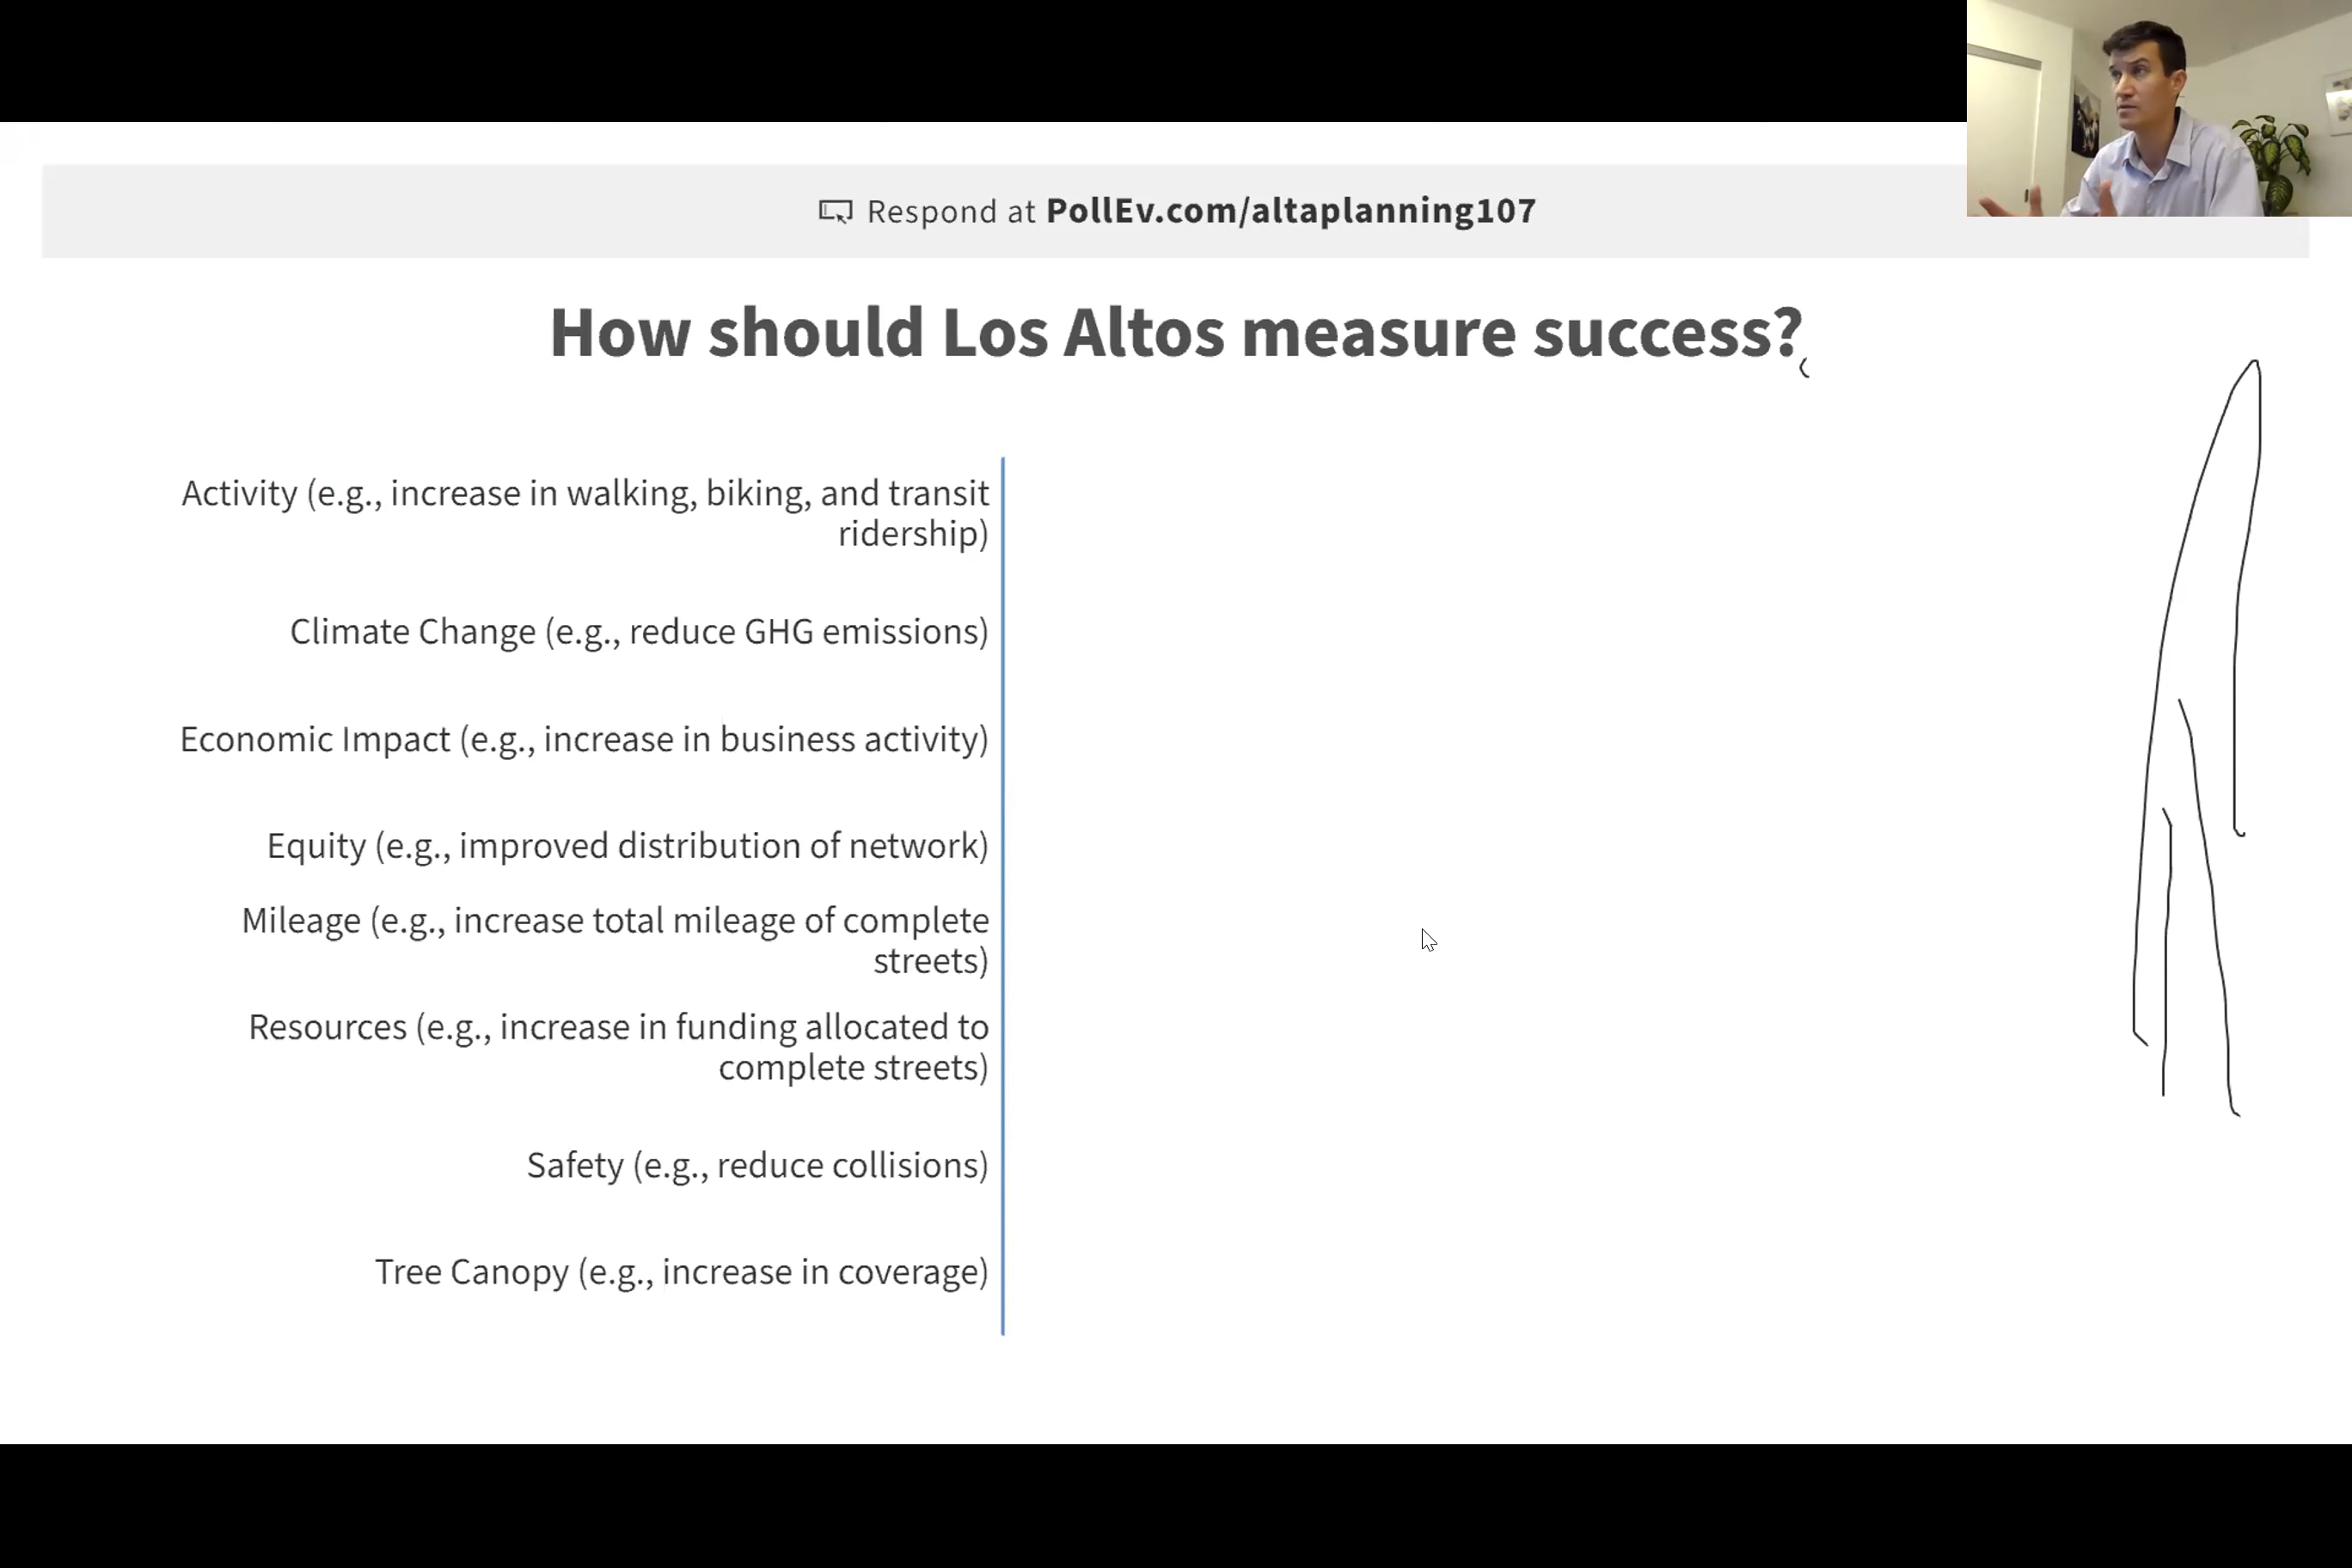 Respond at PollEv.com/altaplanning107
How should Los Altos measure success?
Activity (e.g., increase in walking, biking, and transit
ridership)
Climate Change (e.g., reduce GHG emissions)
Economic Impact (e.g., increase in business activity)
Equity (e.g., improved distribution of network)
Mileage (e.g., increase total mileage of complete
streets)
Resources (e.g., increase in funding allocated to
complete streets)
Safety (e.g., reduce collisions)
Tree Canopy (e.g., increase in coverage)